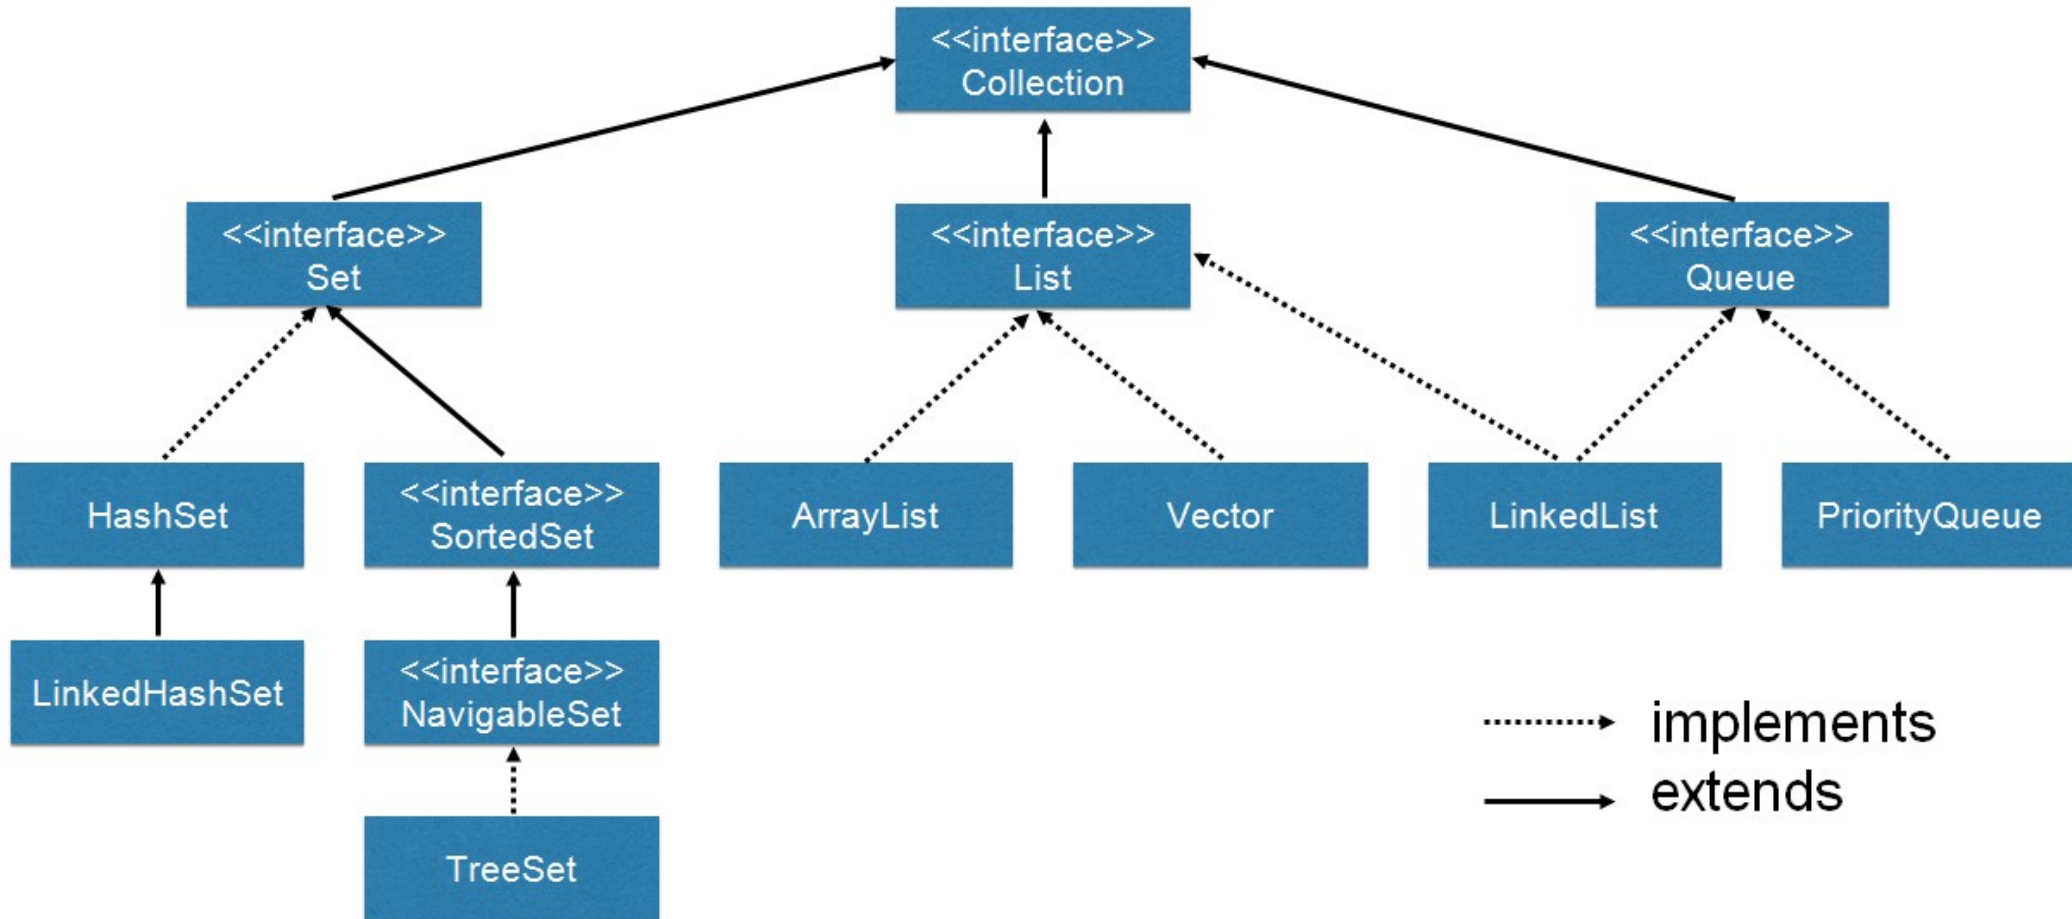 <<interface>>
Collection
<<interface>>
Set
<<interface>>
List
<<interface>>
Queue
HashSet
<<interface>>
SortedSet
ArrayList
Vector
LinkedList
PriorityQueue
LinkedHashSet
<<interface>>
NavigableSet
TreeSet
implements
extends